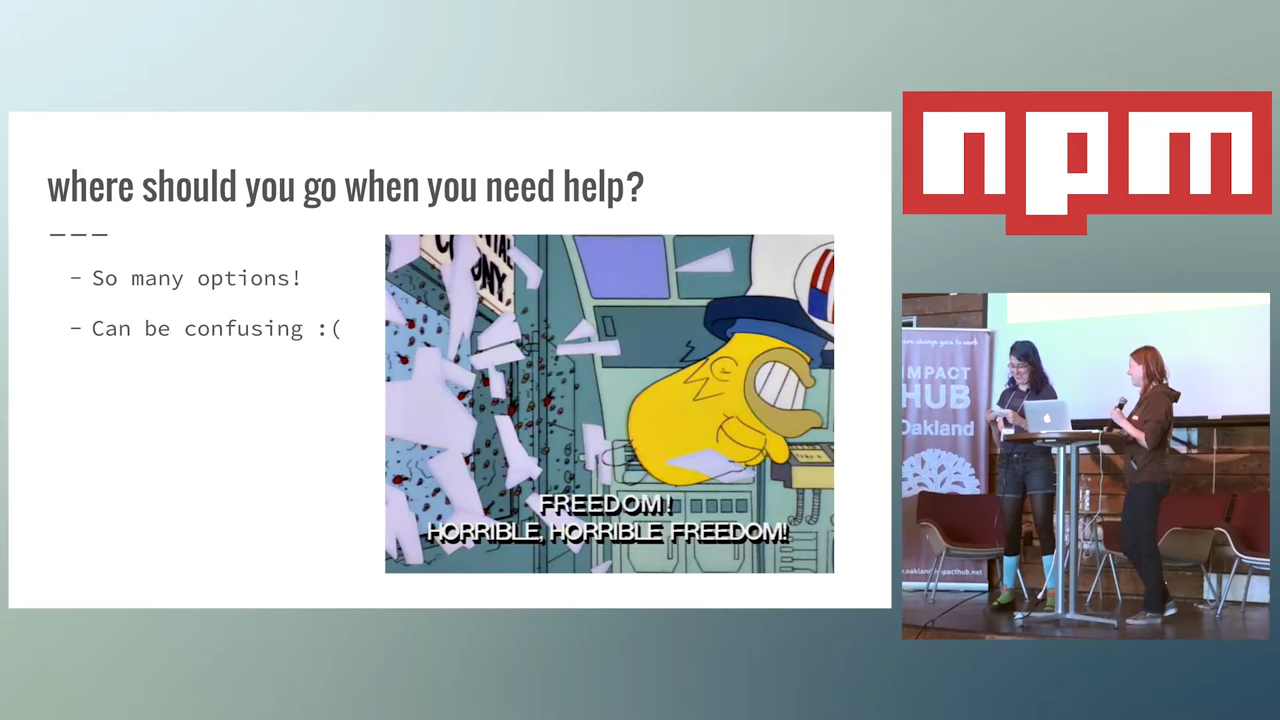 where should you go when you need help?
- So many options!
- Can be confusing :(
FREEDOM!
HORRIBLE, HORRIBLE FREEDOM!
npm
IMPACT
HUB
Oakland